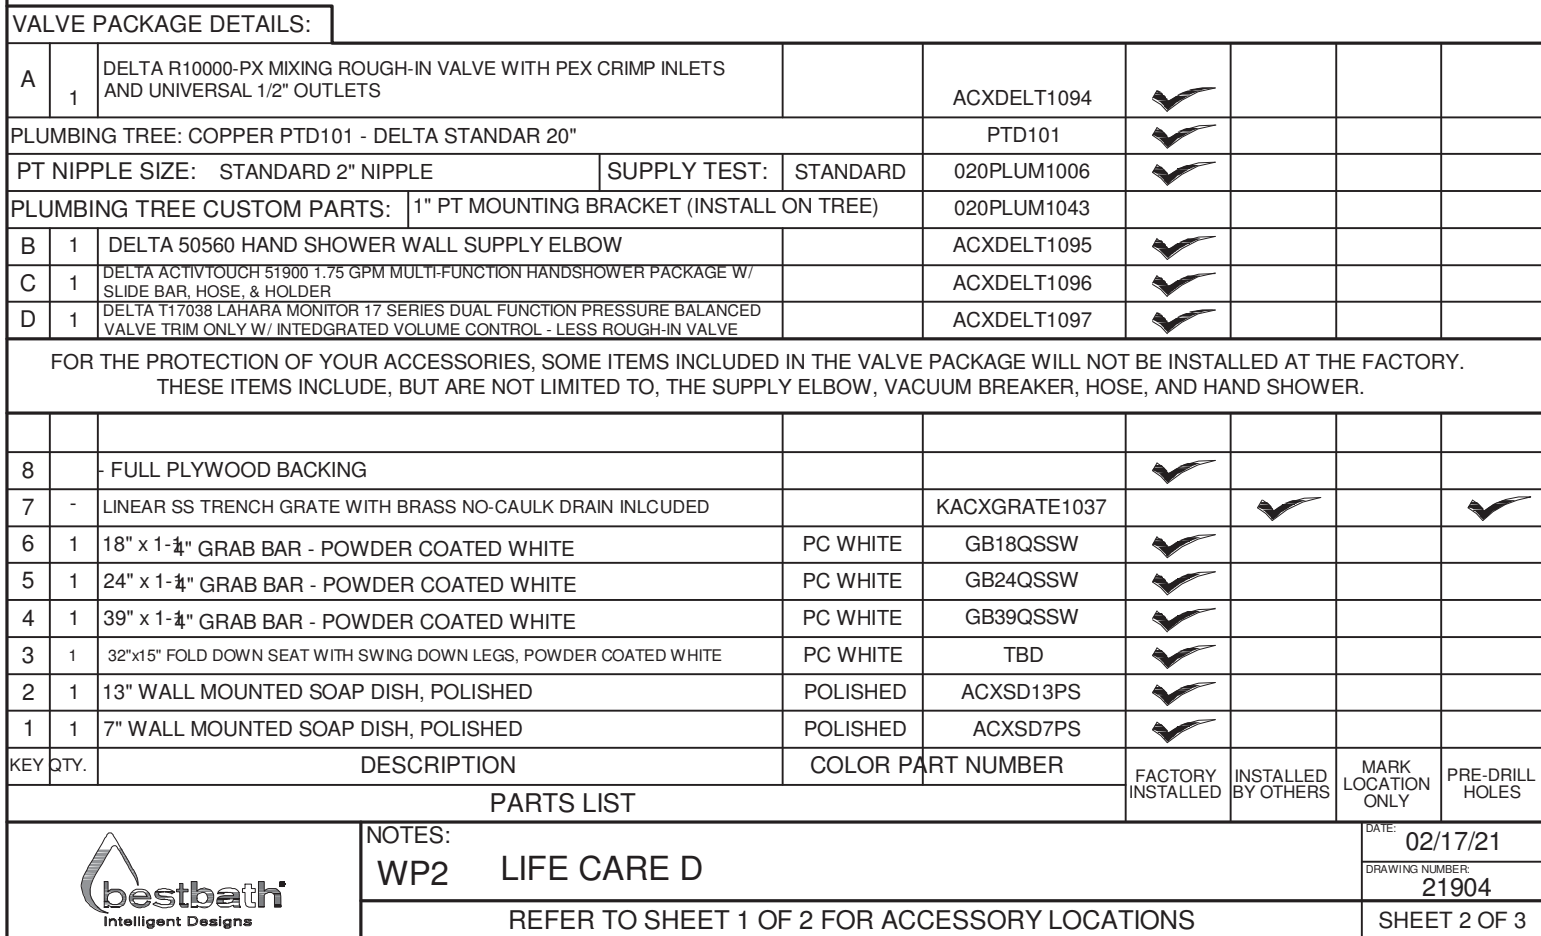 VALVE PACKAGE DETAILS:
A 1 DELTA R10000-PX MIXING ROUGH-IN VALVE WITH PEX CRIMP INLETS
AND UNIVERSAL 1/2" OUTLETS ACXDELT1094
PLUMBING TREE: COPPER PTD101 - DELTA STANDAR 20" PTD101
PT NIPPLE SIZE: STANDARD 2" NIPPLE SUPPLY TEST: STANDARD 020PLUM1006
PLUMBING TREE CUSTOM PARTS: 1" PT MOUNTING BRACKET (INSTALL ON TREE) 020PLUM1043
B 1 DELTA 50560 HAND SHOWER WALL SUPPLY ELBOW ACXDELT1095
C 1 DELTA ACTIVTOUCH 51900 1.75 GPM MULTI-FUNCTION HANDSHOWER PACKAGE W/
SLIDE BAR, HOSE, & HOLDER ACXDELT1096
D 1 DELTA T17038 LAHARA MONITOR 17 SERIES DUAL FUNCTION PRESSURE BALANCED
VALVE TRIM ONLY W/ INTEDGRATED VOLUME CONTROL - LESS ROUGH-IN VALVE ACXDELT1097
FOR THE PROTECTION OF YOUR ACCESSORIES, SOME ITEMS INCLUDED IN THE VALVE PACKAGE WILL NOT BE INSTALLED AT THE FACTORY.
THESE ITEMS INCLUDE, BUT ARE NOT LIMITED TO, THE SUPPLY ELBOW, VACUUM BREAKER, HOSE, AND HAND SHOWER.
8 - FULL PLYWOOD BACKING
7 - LINEAR SS TRENCH GRATE WITH BRASS NO-CAULK DRAIN INLCUDED KACXGRATE1037
6 1 18" x 1-1/4" GRAB BAR - POWDER COATED WHITE PC WHITE GB18QSSW
5 1 24" x 1-1/4" GRAB BAR - POWDER COATED WHITE PC WHITE GB24QSSW
4 1 39" x 1-1/4" GRAB BAR - POWDER COATED WHITE PC WHITE GB39QSSW
3 1 32"x15" FOLD DOWN SEAT WITH SWING DOWN LEGS, POWDER COATED WHITE PC WHITE TBD
2 1 13" WALL MOUNTED SOAP DISH, POLISHED POLISHED ACXSD13PS
1 1 7" WALL MOUNTED SOAP DISH, POLISHED POLISHED ACXSD7PS
KEY QTY. DESCRIPTION COLOR PART NUMBER
FACTORY INSTALLED
INSTALLED BY OTHERS
MARK LOCATION ONLY
PRE-DRILL HOLES
PARTS LIST
bestbath
Intelligent Designs
NOTES:
WP2 LIFE CARE D
REFER TO SHEET 1 OF 2 FOR ACCESSORY LOCATIONS
DATE:
02/17/21
DRAWING NUMBER:
21904
SHEET 2 OF 3